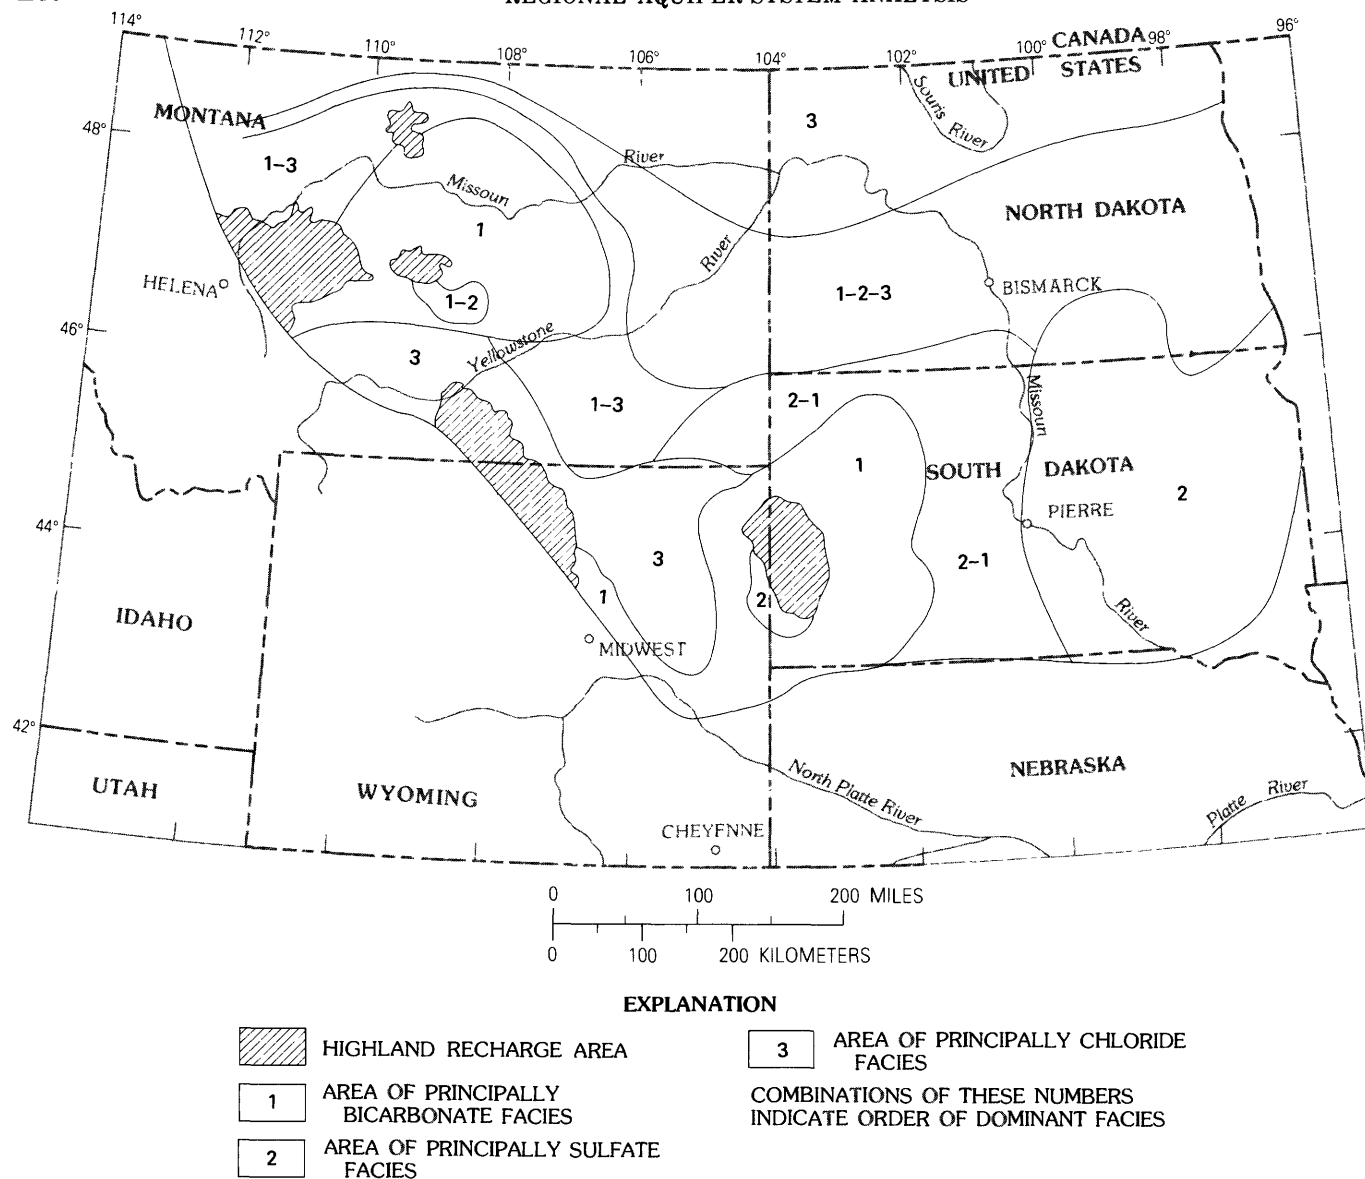 REGIONAL AQUIFER-SYSTEM ANALYSIS
114°
112°
110°
108°
106°
104°
102°
100°
98°
96°
CANADA
UNITED STATES
MONTANA
48°
1–3
3
Souris River
River
Missouri
1
NORTH DAKOTA
River
HELENA
1–2
BISMARCK
1–2–3
46°
3
Yellowstone
1–3
2–1
Missouri
1
SOUTH DAKOTA
2
44°
PIERRE
3
2–1
1
2
River
IDAHO
MIDWEST
42°
UTAH
WYOMING
North Platte River
NEBRASKA
Platte River
CHEYENNE
0 100 200 MILES
0 100 200 KILOMETERS
EXPLANATION
HIGHLAND RECHARGE AREA
1 AREA OF PRINCIPALLY
BICARBONATE FACIES
2 AREA OF PRINCIPALLY SULFATE
FACIES
3 AREA OF PRINCIPALLY CHLORIDE
FACIES
COMBINATIONS OF THESE NUMBERS
INDICATE ORDER OF DOMINANT FACIES